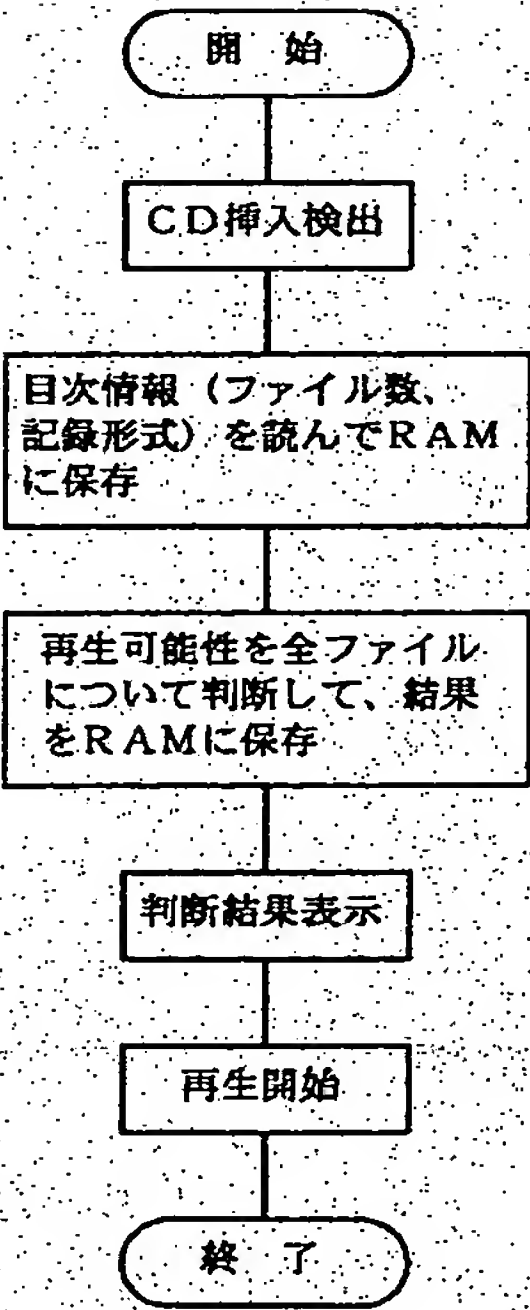 開　始
ＣＤ挿入検出
目次情報（ファイル数、
記録形式）を読んでＲＡＭ
に保存
再生可能性を全ファイル
について判断して、結果
をＲＡＭに保存
判断結果表示
再生開始
終　了